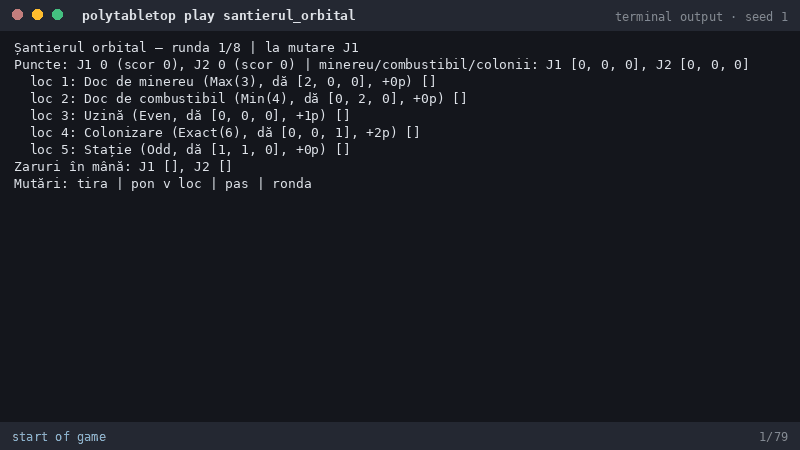 polytabletop play santierul_orbital
terminal output · seed 1
Șantierul orbital — runda 1/8 | la mutare J1
Puncte: J1 0 (scor 0), J2 0 (scor 0) | minereu/combustibil/colonii: J1 [0, 0, 0], J2 [0, 0, 0]
loc 1: Doc de minereu (Max(3), dă [2, 0, 0], +0p) []
loc 2: Doc de combustibil (Min(4), dă [0, 2, 0], +0p) []
loc 3: Uzină (Even, dă [0, 0, 0], +1p) []
loc 4: Colonizare (Exact(6), dă [0, 0, 1], +2p) []
loc 5: Stație (Odd, dă [1, 1, 0], +0p) []
Zaruri în mână: J1 [], J2 []
Mutări: tira | pon v loc | pas | ronda
start of game
1/79